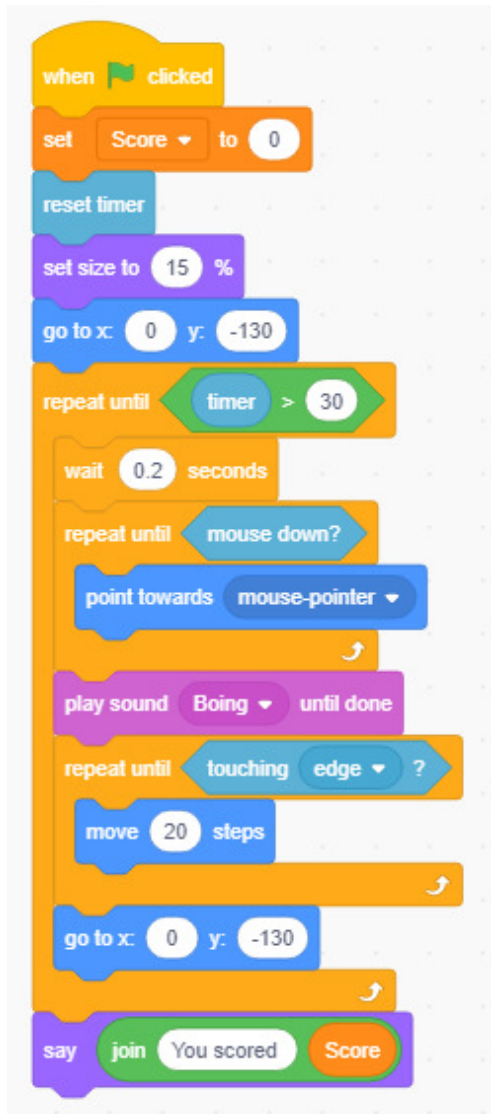 when clicked
set Score to 0
reset timer
set size to 15 %
go to x: 0 y: -130
repeat until timer > 30
wait 0.2 seconds
repeat until mouse down?
point towards mouse-pointer
play sound Boing until done
repeat until touching edge ?
move 20 steps
go to x: 0 y: -130
say join You scored Score